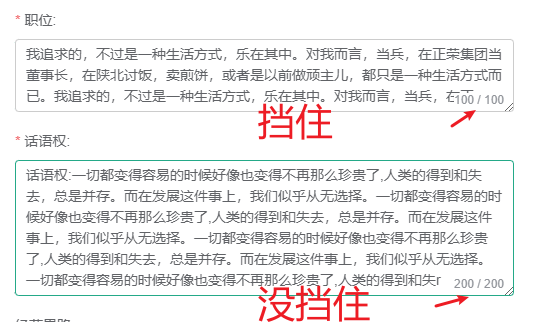 * 职位:
我追求的，不过是一种生活方式，乐在其中。对我而言，当兵，在正荣集团当
董事长，在陕北讨饭，卖煎饼，或者是以前做顽主儿，都只是一种生活方式而
已。我追求的，不过是一种生活方式，乐在其中。对我而言，当兵，在
100 / 100
挡住
* 话语权:
话语权:一切都变得容易的时候好像也变得不再那么珍贵了,人类的得到和失
去，总是并存。而在发展这件事上，我们似乎从无选择。一切都变得容易的时
候好像也变得不再那么珍贵了,人类的得到和失去，总是并存。而在发展这件
事上，我们似乎从无选择。一切都变得容易的时候好像也变得不再那么珍贵
了,人类的得到和失去，总是并存。而在发展这件事上，我们似乎从无选择。
一切都变得容易的时候好像也变得不再那么珍贵了,人类的得到和失r
200 / 200
没挡住